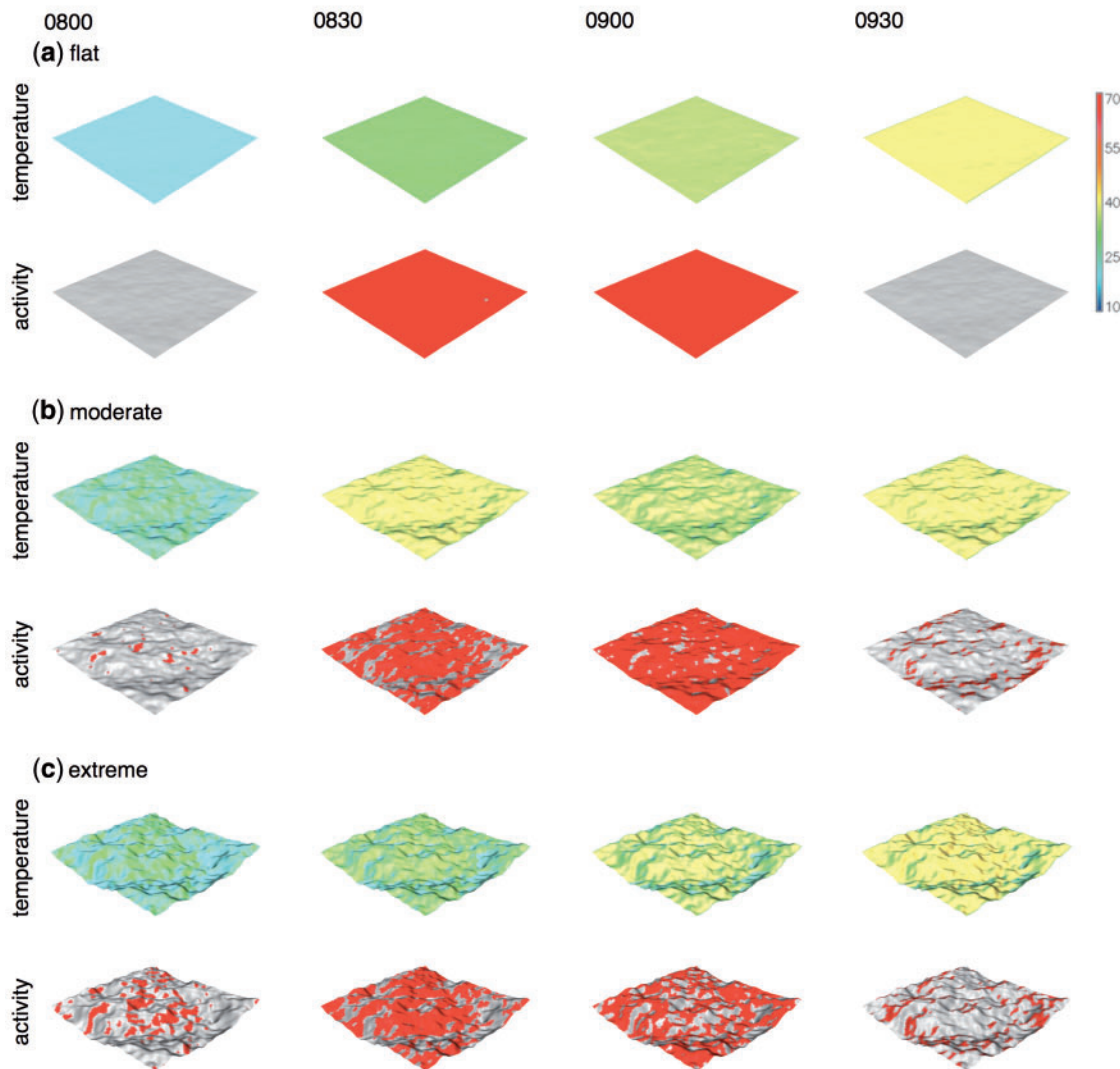 0800 0830 0900 0930
(a) flat
temperature
70
55
40
25
10
activity
(b) moderate
temperature
activity
(c) extreme
temperature
activity